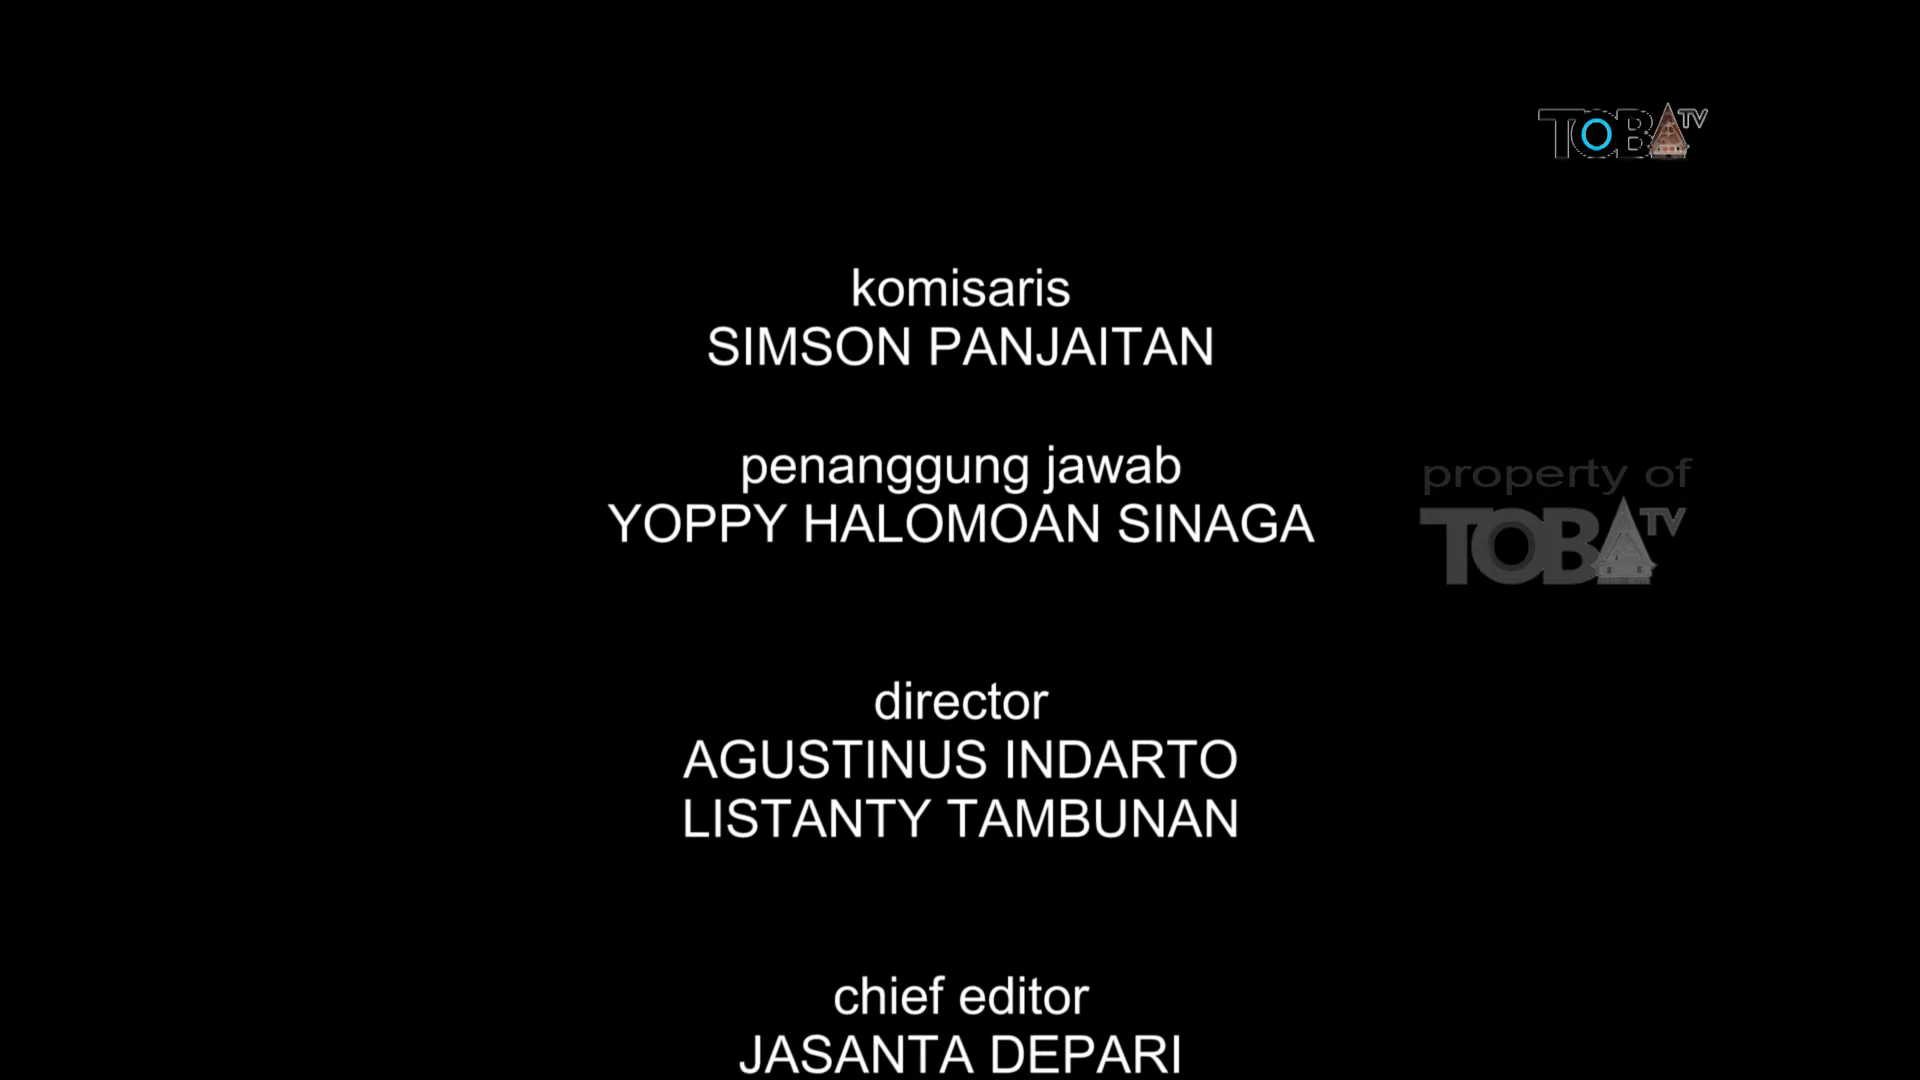 TOBA TV
komisaris
SIMSON PANJAITAN
penanggung jawab
YOPPY HALOMOAN SINAGA
property of
TOBA TV
director
AGUSTINUS INDARTO
LISTANTY TAMBUNAN
chief editor
JASANTA DEPARI